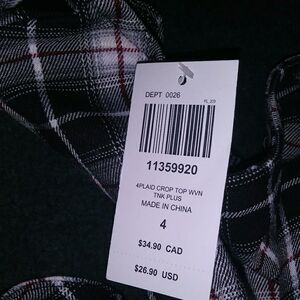 DEPT 0026
11359920
4PLAID CROP TOP WVN
TNK PLUS
MADE IN CHINA
4
$34.90 CAD
$26.90 USD